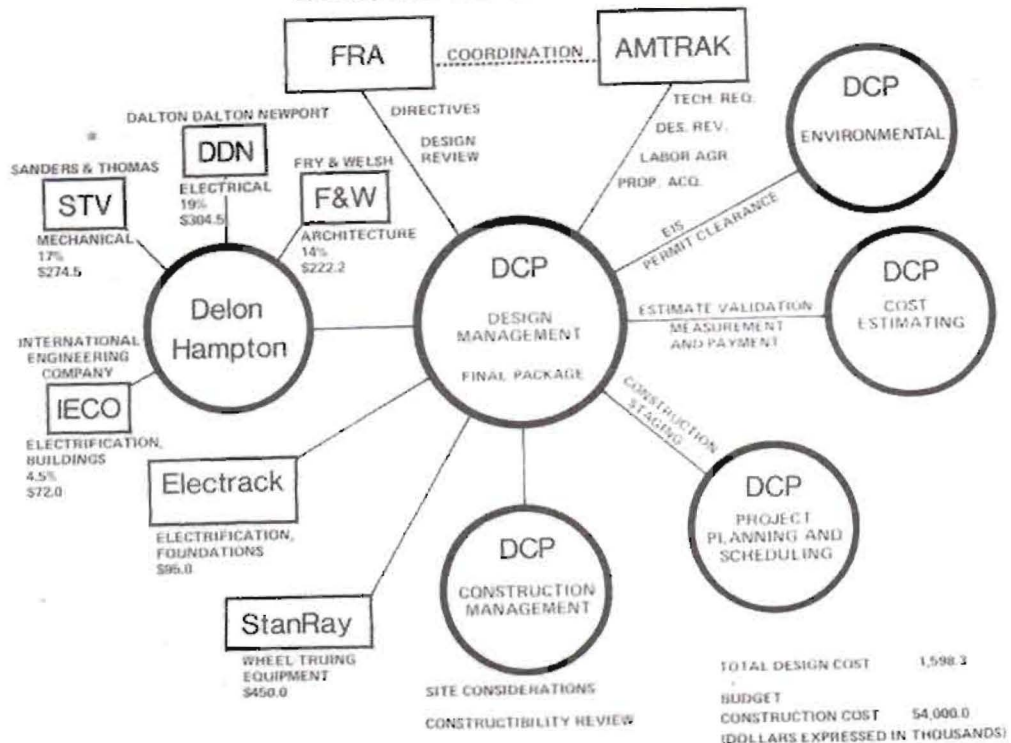 FRA
COORDINATION
AMTRAK
DIRECTIVES
DESIGN
REVIEW
TECH. REQ.
DES. REV.
LABOR AGR.
PROP. ACQ.
DCP
ENVIRONMENTAL
EIS
PERMIT CLEARANCE
DALTON DALTON NEWPORT
DDN
ELECTRICAL
19%
$304.5
SANDERS & THOMAS
STV
MECHANICAL
17%
$274.5
FRY & WELSH
F&W
ARCHITECTURE
14%
$222.2
Delon
Hampton
INTERNATIONAL
ENGINEERING
COMPANY
IECO
ELECTRIFICATION,
BUILDINGS
4.5%
$72.0
DCP
DESIGN
MANAGEMENT
FINAL PACKAGE
ESTIMATE VALIDATION
MEASUREMENT
AND PAYMENT
DCP
COST
ESTIMATING
CONSTRUCTION
STAGING
DCP
PROJECT
PLANNING AND
SCHEDULING
Electrack
ELECTRIFICATION,
FOUNDATIONS
$95.0
StanRay
WHEEL TRUING
EQUIPMENT
$450.0
DCP
CONSTRUCTION
MANAGEMENT
SITE CONSIDERATIONS
CONSTRUCTIBILITY REVIEW
TOTAL DESIGN COST 1,598.3
BUDGET
CONSTRUCTION COST 54,000.0
(DOLLARS EXPRESSED IN THOUSANDS)